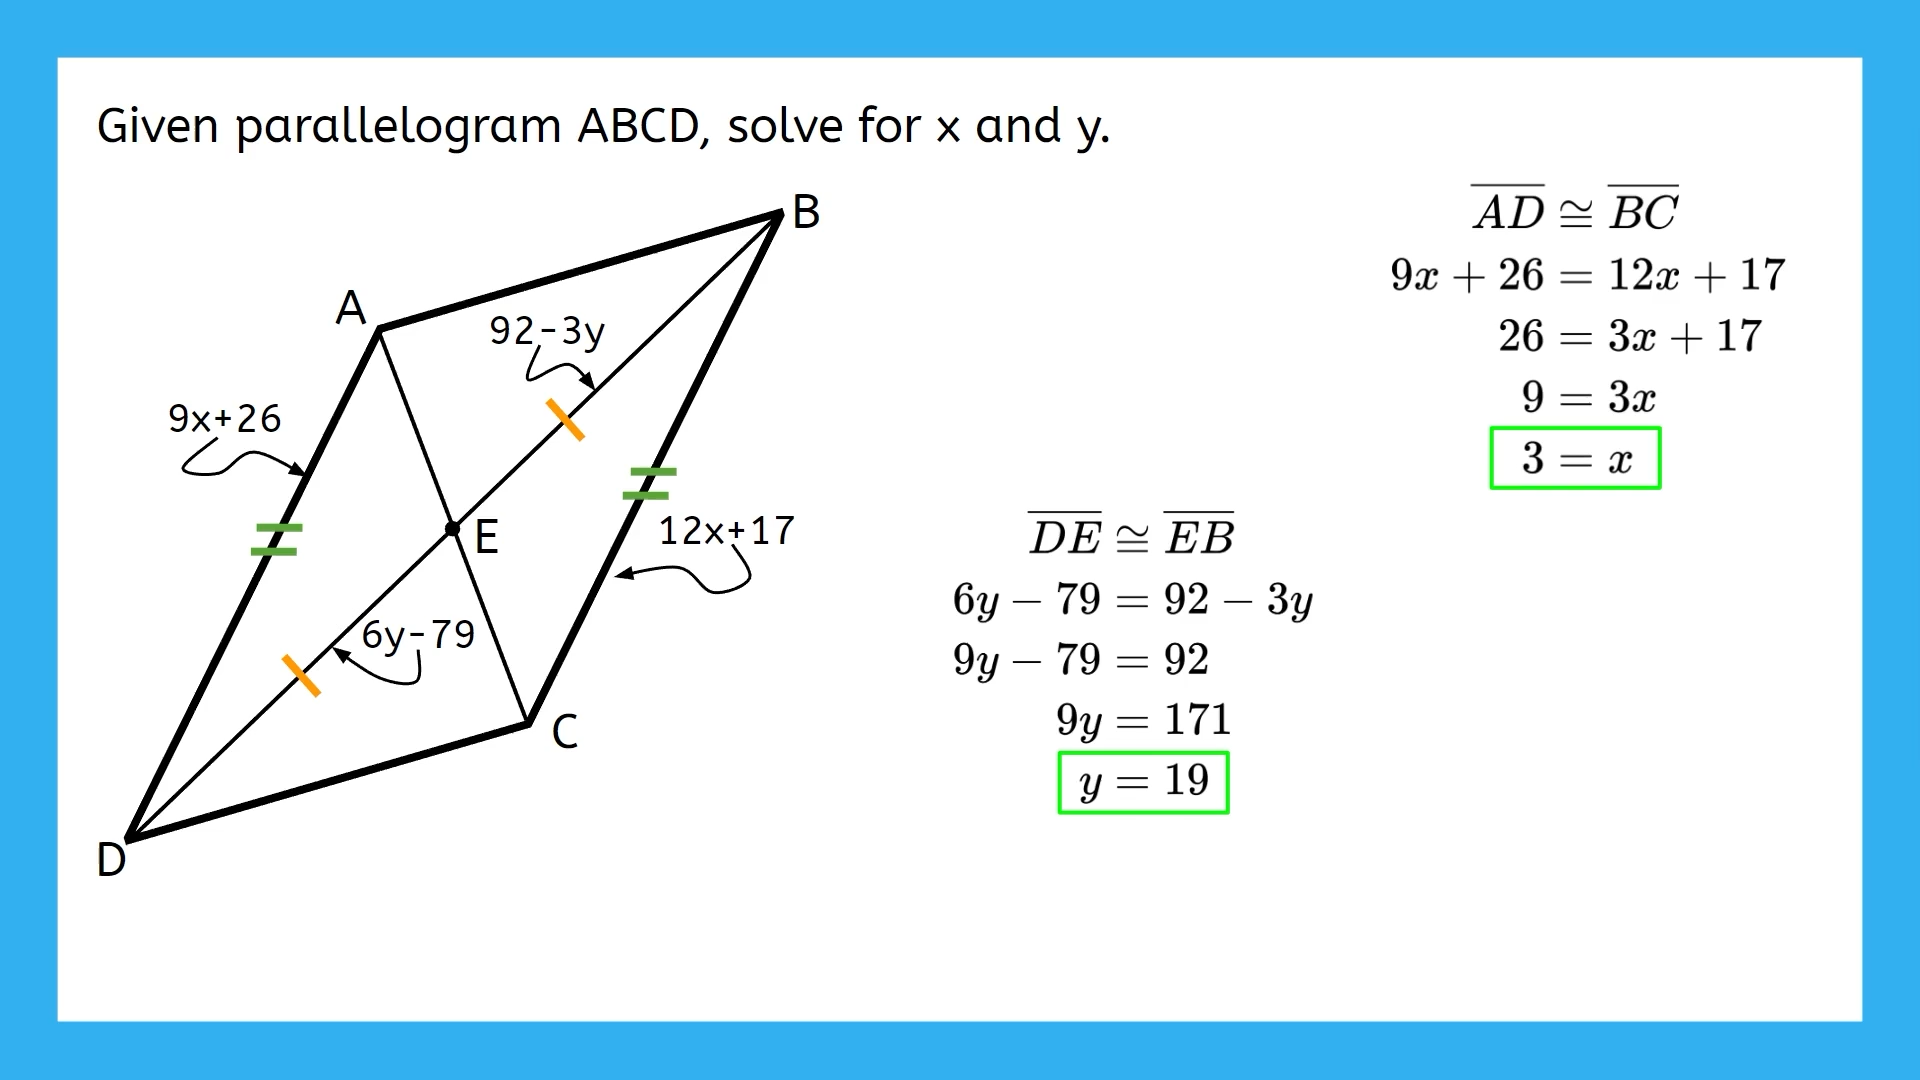 Given parallelogram ABCD, solve for x and y.
B
A
92-3y
9x+26
E
12x+17
6y-79
C
D
AD ≅ BC
9x + 26 = 12x + 17
26 = 3x + 17
9 = 3x
3 = x
DE ≅ EB
6y − 79 = 92 − 3y
9y − 79 = 92
9y = 171
y = 19